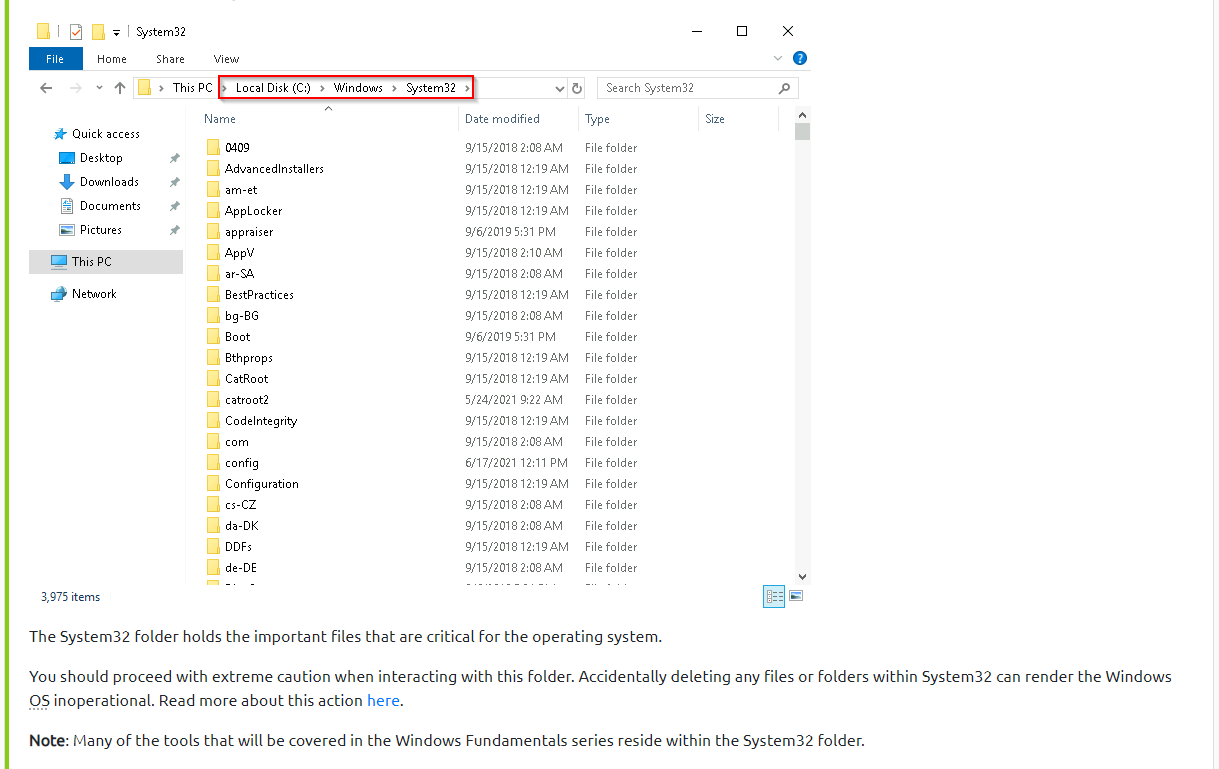 System32
File Home Share View
This PC Local Disk (C:) Windows System32 Search System32
Name Date modified Type Size
Quick access
Desktop
Downloads
Documents
Pictures
This PC
Network
0409 9/15/2018 2:08 AM File folder
AdvancedInstallers 9/15/2018 12:19 AM File folder
am-et 9/15/2018 12:19 AM File folder
AppLocker 9/15/2018 12:19 AM File folder
appraiser 9/6/2019 5:31 PM File folder
AppV 9/15/2018 2:10 AM File folder
ar-SA 9/15/2018 2:08 AM File folder
BestPractices 9/15/2018 12:19 AM File folder
bg-BG 9/15/2018 2:08 AM File folder
Boot 9/6/2019 5:31 PM File folder
Bthprops 9/15/2018 12:19 AM File folder
CatRoot 9/15/2018 12:19 AM File folder
catroot2 5/24/2021 9:22 AM File folder
CodeIntegrity 9/15/2018 12:19 AM File folder
com 9/15/2018 2:08 AM File folder
config 6/17/2021 12:11 PM File folder
Configuration 9/15/2018 12:19 AM File folder
cs-CZ 9/15/2018 2:08 AM File folder
da-DK 9/15/2018 2:08 AM File folder
DDFs 9/15/2018 12:19 AM File folder
de-DE 9/15/2018 2:08 AM File folder
3,975 items
The System32 folder holds the important files that are critical for the operating system.
You should proceed with extreme caution when interacting with this folder. Accidentally deleting any files or folders within System32 can render the Windows
OS inoperational. Read more about this action here.
Note: Many of the tools that will be covered in the Windows Fundamentals series reside within the System32 folder.